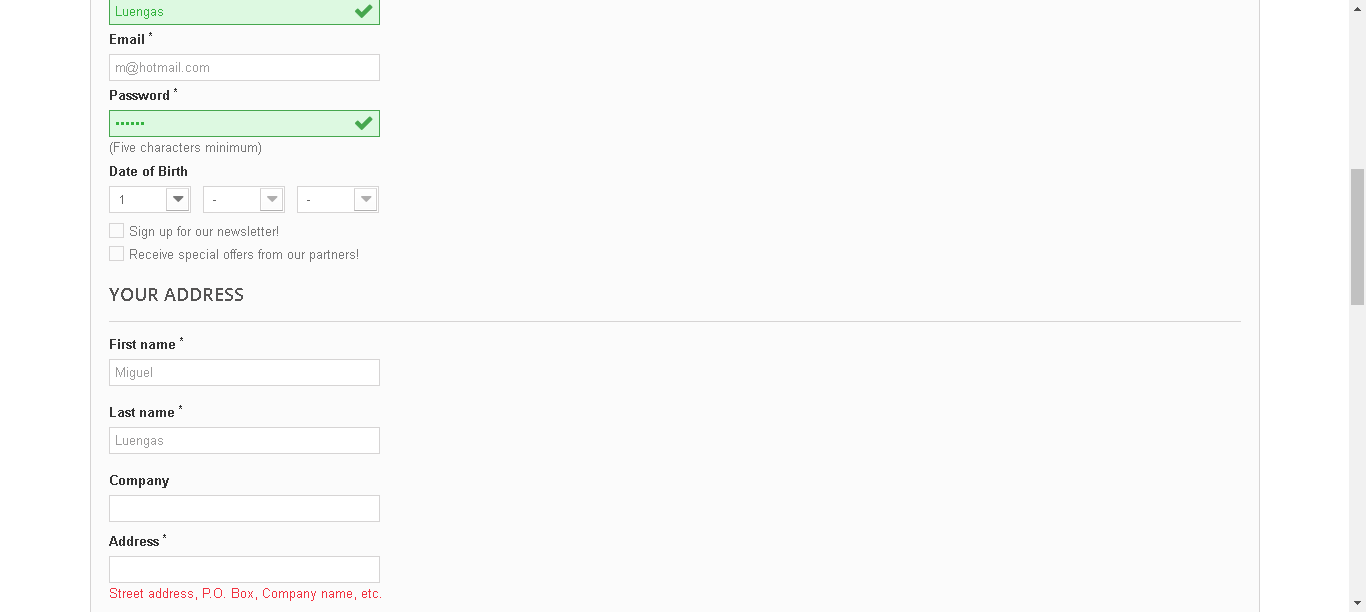 Luengas
Email *
m@hotmail.com
Password *
••••••
(Five characters minimum)
Date of Birth
1 - -
Sign up for our newsletter!
Receive special offers from our partners!
YOUR ADDRESS
First name *
Miguel
Last name *
Luengas
Company
Address *
Street address, P.O. Box, Company name, etc.